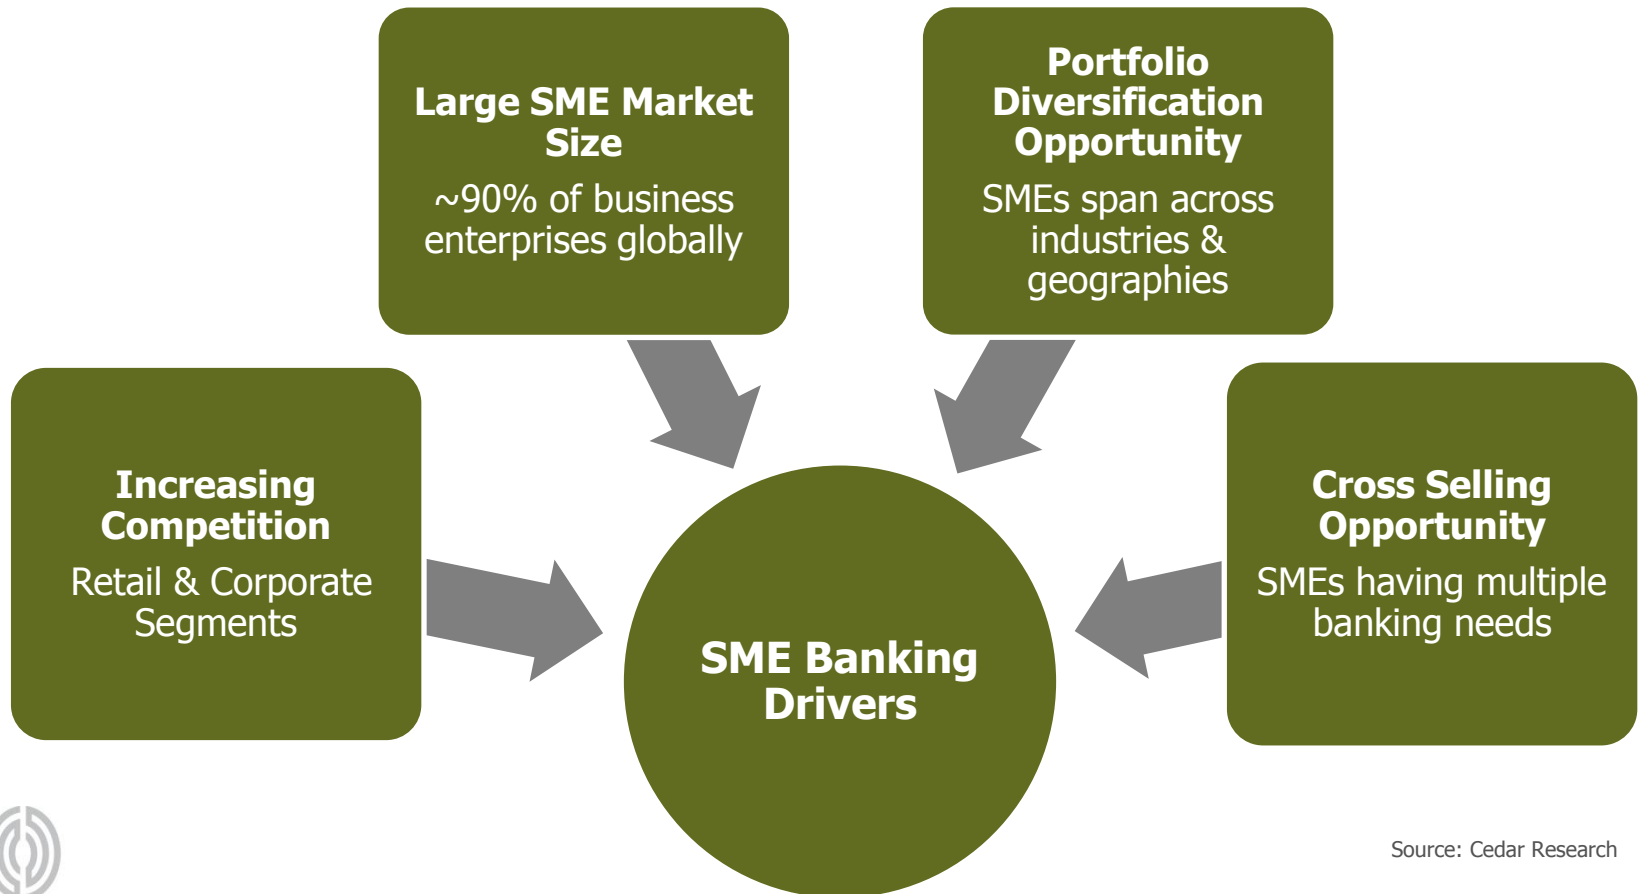 Large SME Market
Size
~90% of business
enterprises globally
Portfolio
Diversification
Opportunity
SMEs span across
industries &
geographies
Increasing
Competition
Retail & Corporate
Segments
Cross Selling
Opportunity
SMEs having multiple
banking needs
SME Banking
Drivers
Source: Cedar Research